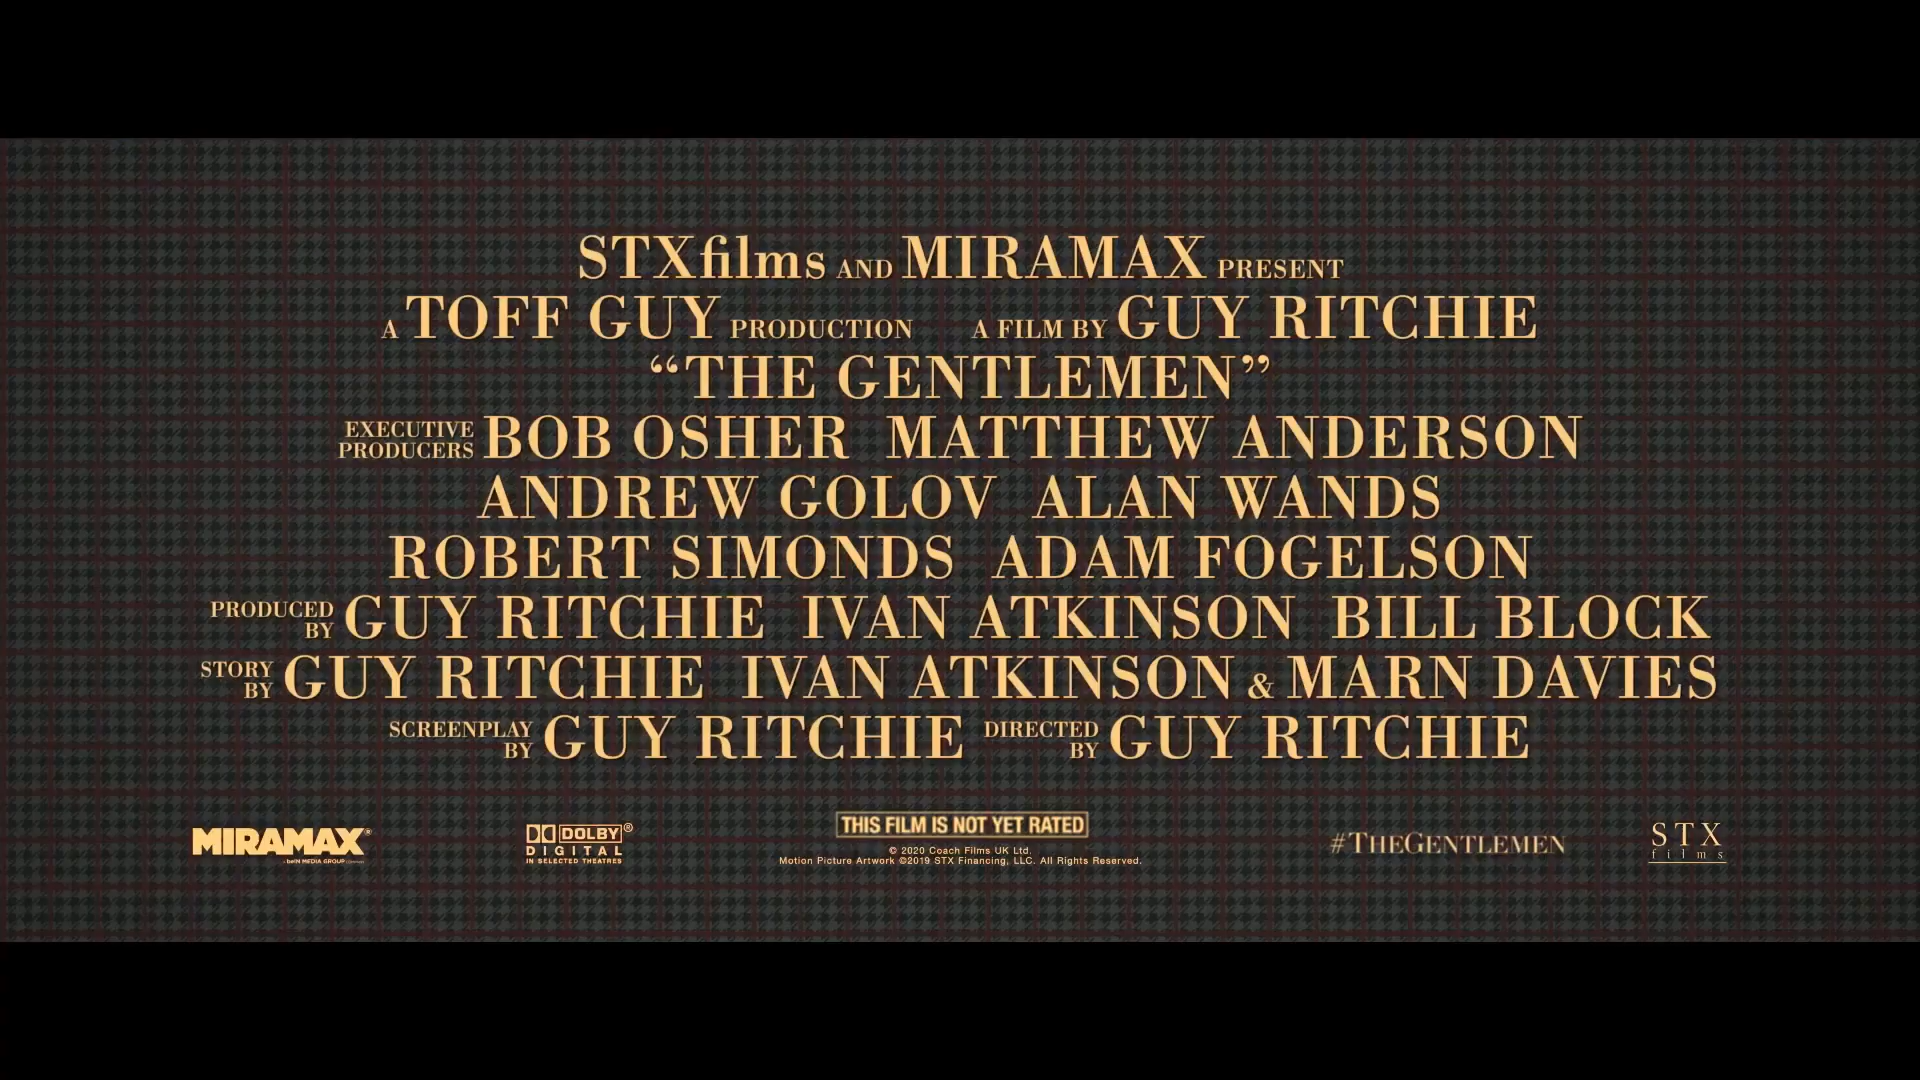 STXfilms AND MIRAMAX PRESENT
A TOFF GUY PRODUCTION A FILM BY GUY RITCHIE
“THE GENTLEMEN”
EXECUTIVE PRODUCERS BOB OSHER MATTHEW ANDERSON
ANDREW GOLOV ALAN WANDS
ROBERT SIMONDS ADAM FOGELSON
PRODUCED BY GUY RITCHIE IVAN ATKINSON BILL BLOCK
STORY BY GUY RITCHIE IVAN ATKINSON & MARN DAVIES
SCREENPLAY BY GUY RITCHIE DIRECTED BY GUY RITCHIE
MIRAMAX®
a beIN MEDIA GROUP company
DOLBY®
DIGITAL
IN SELECTED THEATRES
THIS FILM IS NOT YET RATED
© 2020 Coach Films UK Ltd.
Motion Picture Artwork ©2019 STX Financing, LLC. All Rights Reserved.
#THEGENTLEMEN
STX
films